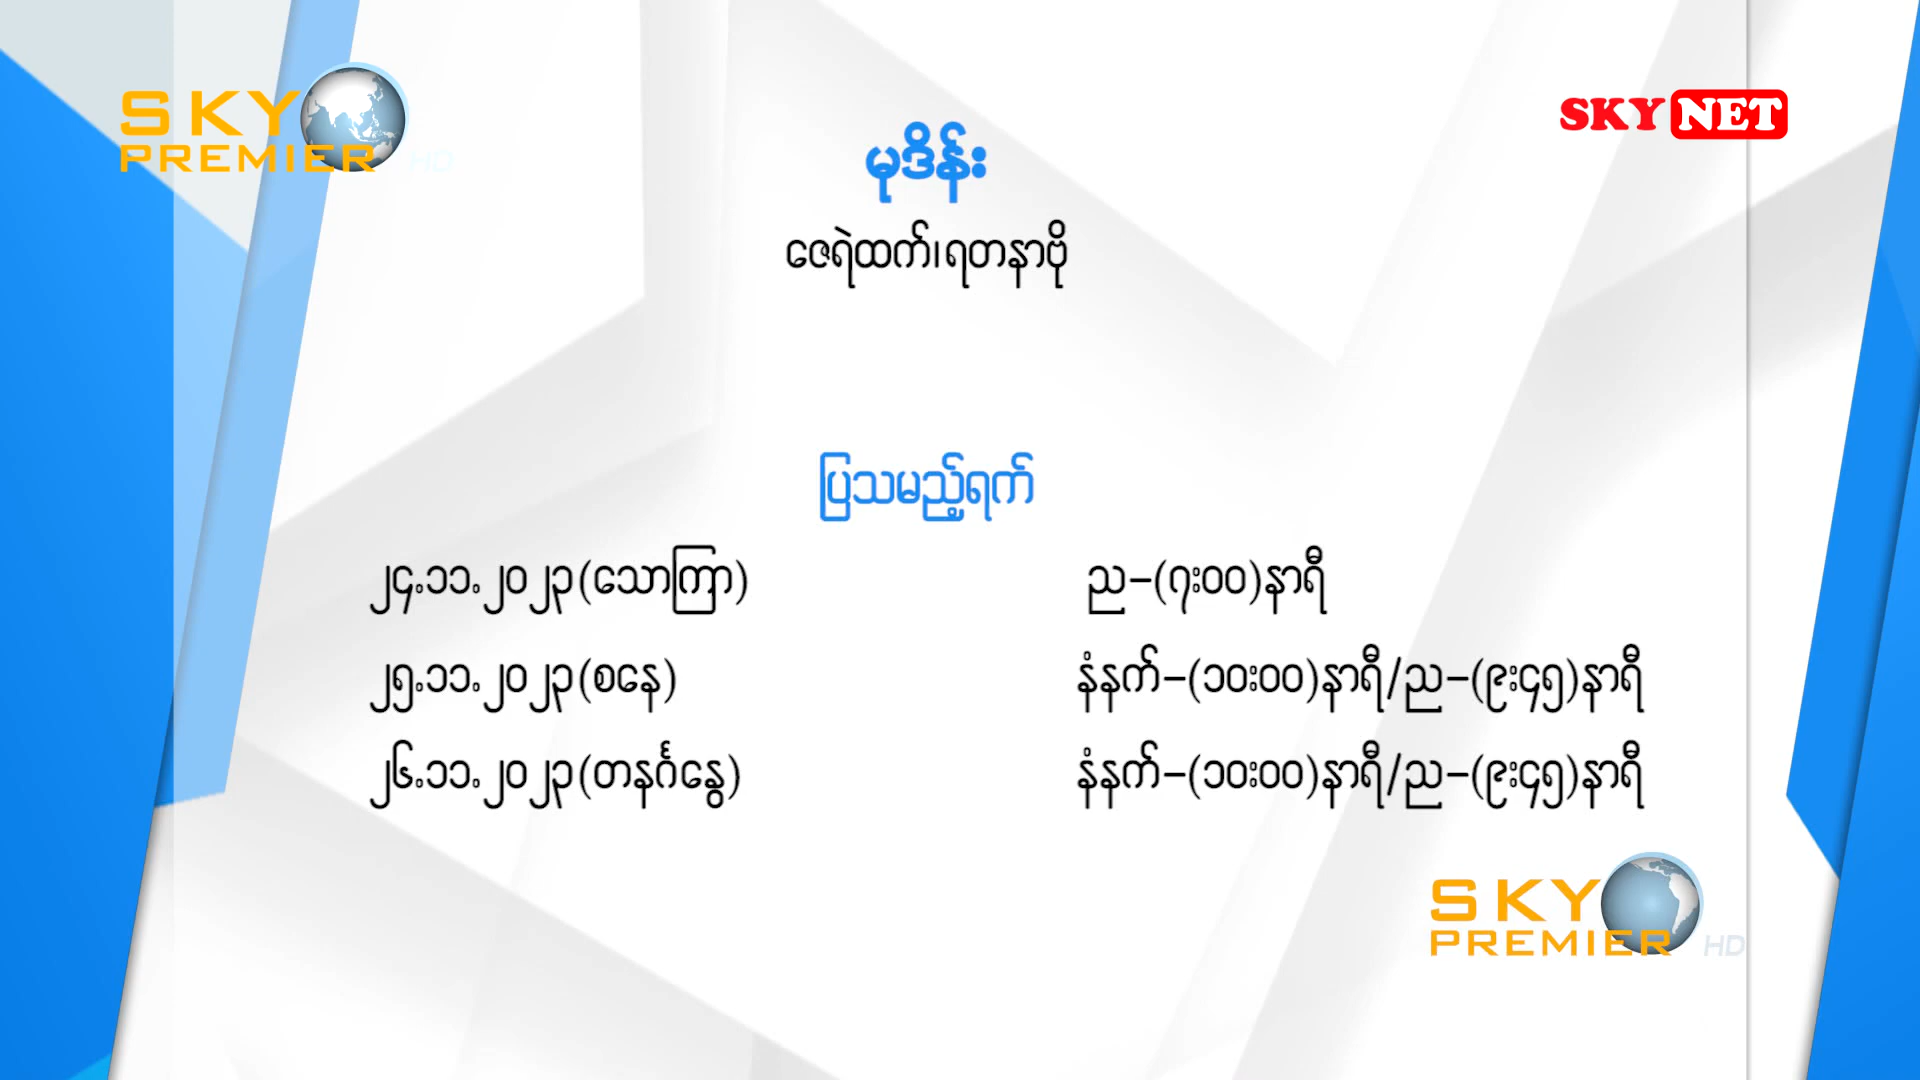 SKY
PREMIER
HD
SKY NET
မုဒိန်း
ဇေရဲထက်၊ရတနာဗို
ပြသမည့်ရက်
၂၄.၁၁.၂၀၂၃(သောကြာ) ည-(၇း၀၀)နာရီ
၂၅.၁၁.၂၀၂၃(စနေ) နံနက်-(၁၀း၀၀)နာရီ/ည-(၉း၄၅)နာရီ
၂၆.၁၁.၂၀၂၃(တနင်္ဂနွေ) နံနက်-(၁၀း၀၀)နာရီ/ည-(၉း၄၅)နာရီ
SKY
PREMIER
HD